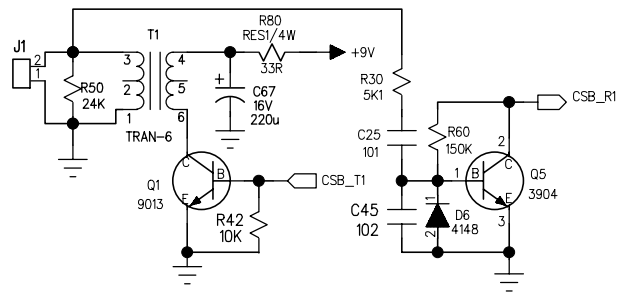 R80
RES1/4W
33R
+9V
J1
2
1
T1
3
2
1
4
5
6
TRAN-6
R50
24K
+
C67
16V
220u
R30
5K1
C25
101
R60
150K
CSB_R1
2
C
1
B
E
3
Q5
3904
Q1
9013
C
B
E
CSB_T1
R42
10K
C45
102
D6
4148
1
2